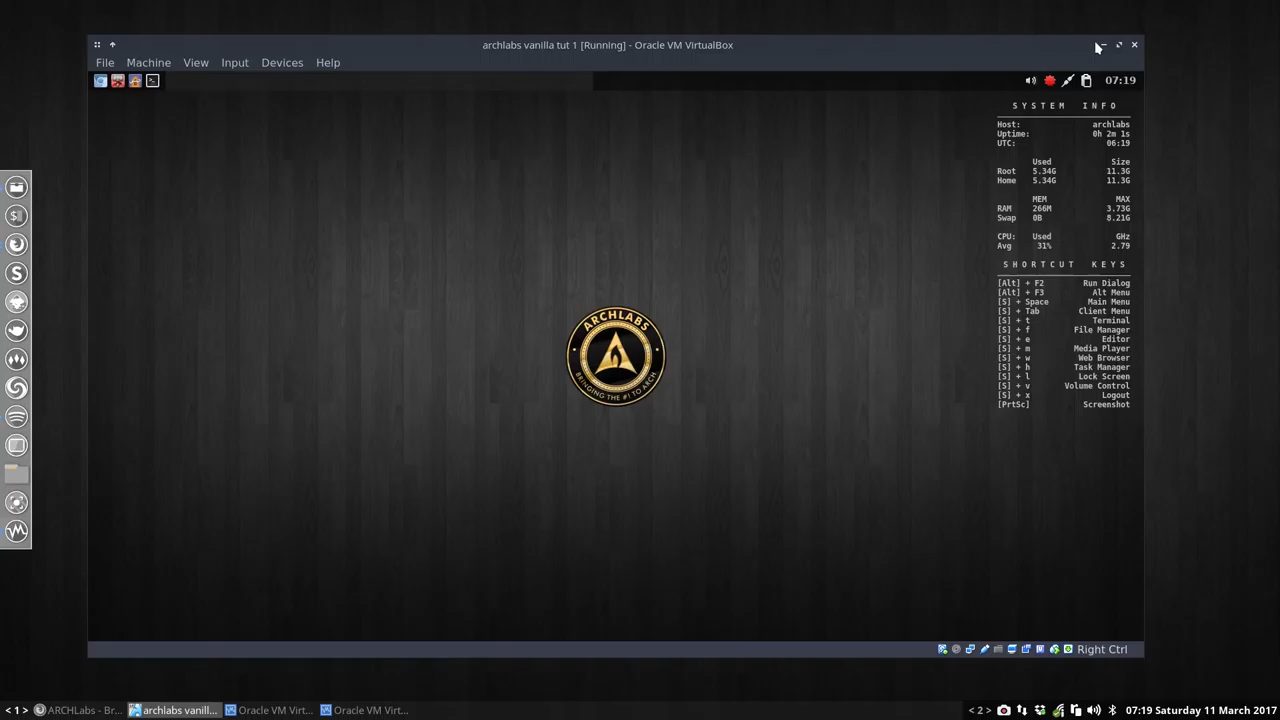 archlabs vanilla tut 1 [Running] - Oracle VM VirtualBox
File Machine View Input Devices Help
07:19
SYSTEM INFO
Host: archlabs
Uptime: 0h 2m 1s
UTC: 06:19
Used Size
Root 5.34G 11.3G
Home 5.34G 11.3G
MEM MAX
RAM 266M 3.73G
Swap 0B 8.21G
CPU: Used GHz
Avg 31% 2.79
SHORTCUT KEYS
[Alt] + F2 Run Dialog
[Alt] + F3 Alt Menu
[S] + Space Main Menu
[S] + Tab Client Menu
[S] + t Terminal
[S] + f File Manager
[S] + e Editor
[S] + m Media Player
[S] + w Web Browser
[S] + h Task Manager
[S] + l Lock Screen
[S] + v Volume Control
[S] + x Logout
[PrtSc] Screenshot
ARCHLABS
BRINGING THE #! TO ARCH
Right Ctrl
< 1 > ARCHLabs - Br... archlabs vanill... Oracle VM Virt... Oracle VM Virt... < 2 > 07:19 Saturday 11 March 2017